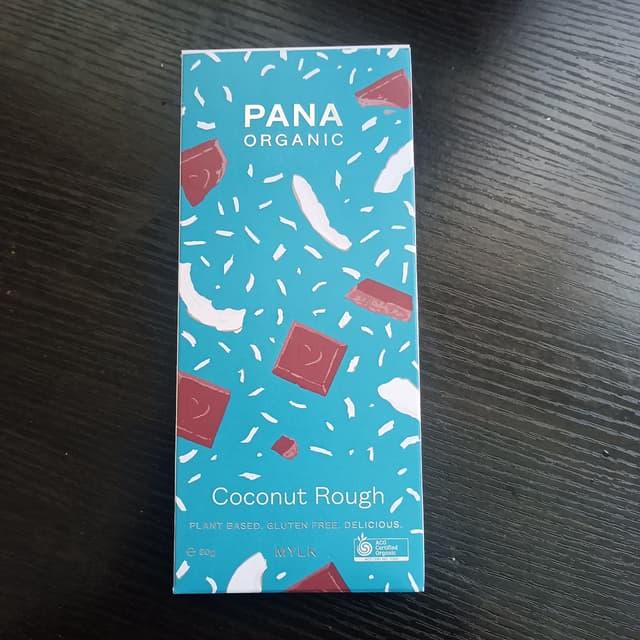 PANA
ORGANIC
Coconut Rough
PLANT BASED. GLUTEN FREE. DELICIOUS.
℮ 80g MYLK
ACO
Certified
Organic